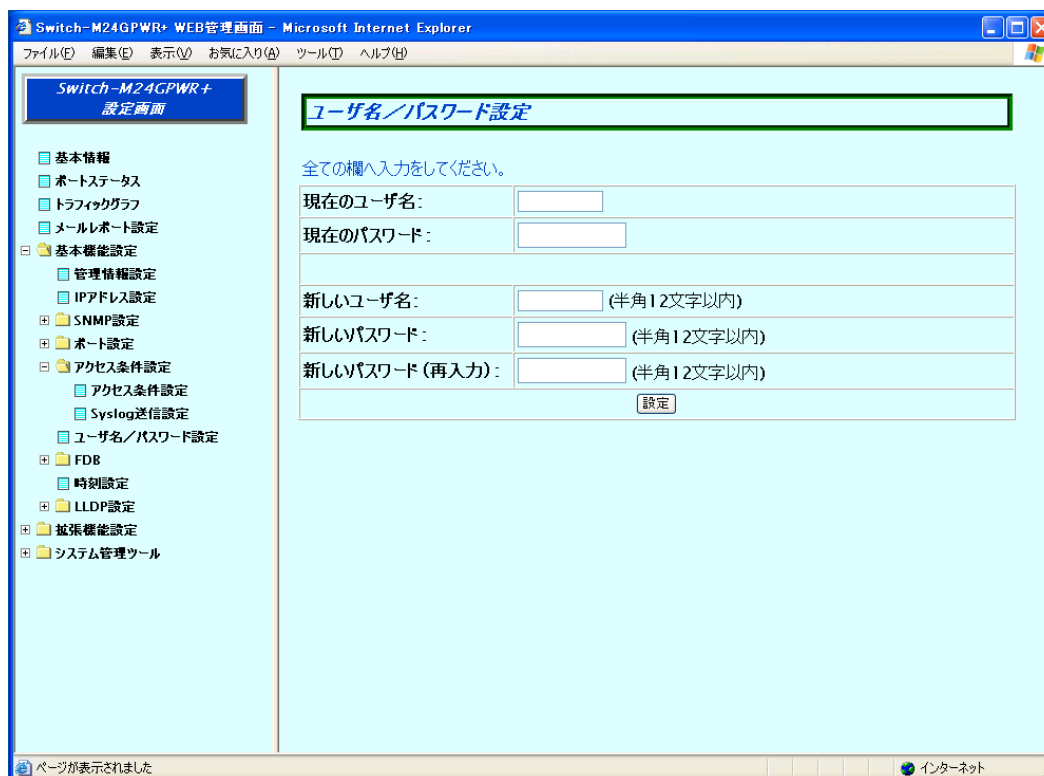 Switch-M24GPWR+ WEB管理画面 - Microsoft Internet Explorer
ファイル(F) 編集(E) 表示(V) お気に入り(A) ツール(T) ヘルプ(H)
Switch-M24GPWR+
設定画面
基本情報
ポートステータス
トラフィックグラフ
メールレポート設定
基本機能設定
管理情報設定
IPアドレス設定
SNMP設定
ポート設定
アクセス条件設定
アクセス条件設定
Syslog送信設定
ユーザ名/パスワード設定
FDB
時刻設定
LLDP設定
拡張機能設定
システム管理ツール
ユーザ名/パスワード設定
全ての欄へ入力をしてください。
現在のユーザ名:
現在のパスワード:
新しいユーザ名: (半角12文字以内)
新しいパスワード: (半角12文字以内)
新しいパスワード(再入力): (半角12文字以内)
設定
ページが表示されました インターネット